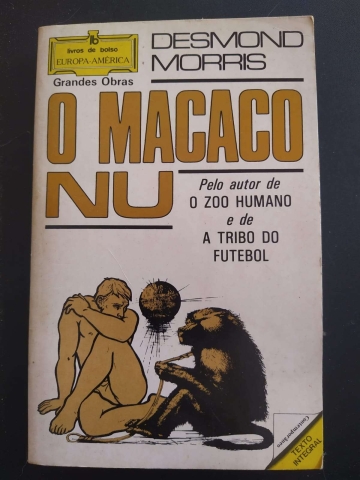 lb
livros de bolso
EUROPA-AMÉRICA
Grandes Obras
DESMOND
MORRIS
O MACACO
NU
Pelo autor de
O ZOO HUMANO
e de
A TRIBO DO
FUTEBOL
Contemporânea
TEXTO
INTEGRAL